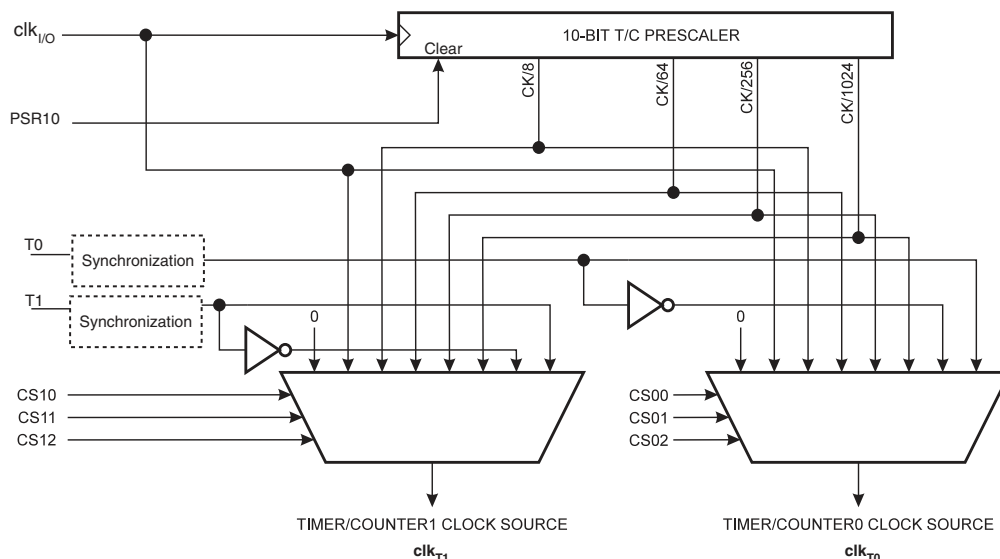 clkI/O
10-BIT T/C PRESCALER
Clear
CK/8
CK/64
CK/256
CK/1024
PSR10
T0
Synchronization
T1
Synchronization
0
0
CS10
CS11
CS12
CS00
CS01
CS02
TIMER/COUNTER1 CLOCK SOURCE
clkT1
TIMER/COUNTER0 CLOCK SOURCE
clkT0